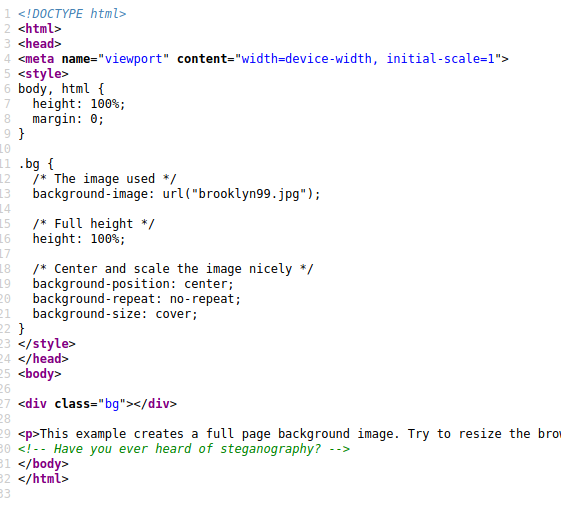 1 <!DOCTYPE html>
2 <html>
3 <head>
4 <meta name="viewport" content="width=device-width, initial-scale=1">
5 <style>
6 body, html {
7   height: 100%;
8   margin: 0;
9 }
10
11 .bg {
12   /* The image used */
13   background-image: url("brooklyn99.jpg");
14
15   /* Full height */
16   height: 100%;
17
18   /* Center and scale the image nicely */
19   background-position: center;
20   background-repeat: no-repeat;
21   background-size: cover;
22 }
23 </style>
24 </head>
25 <body>
26
27 <div class="bg"></div>
28
29 <p>This example creates a full page background image. Try to resize the
30 <!-- Have you ever heard of steganography? -->
31 </body>
32 </html>
33